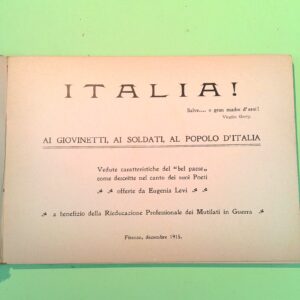 ITALIA!
Salve.... o gran madre d'eroi!
Virgilio Georg.
AI GIOVINETTI, AI SOLDATI, AL POPOLO D'ITALIA
Vedute caratteristiche del "bel paese„
come descritte nel canto dei suoi Poeti
offerte da Eugenia Levi
a benefizio della Rieducazione Professionale dei Mutilati in Guerra
Firenze, decembre 1915.